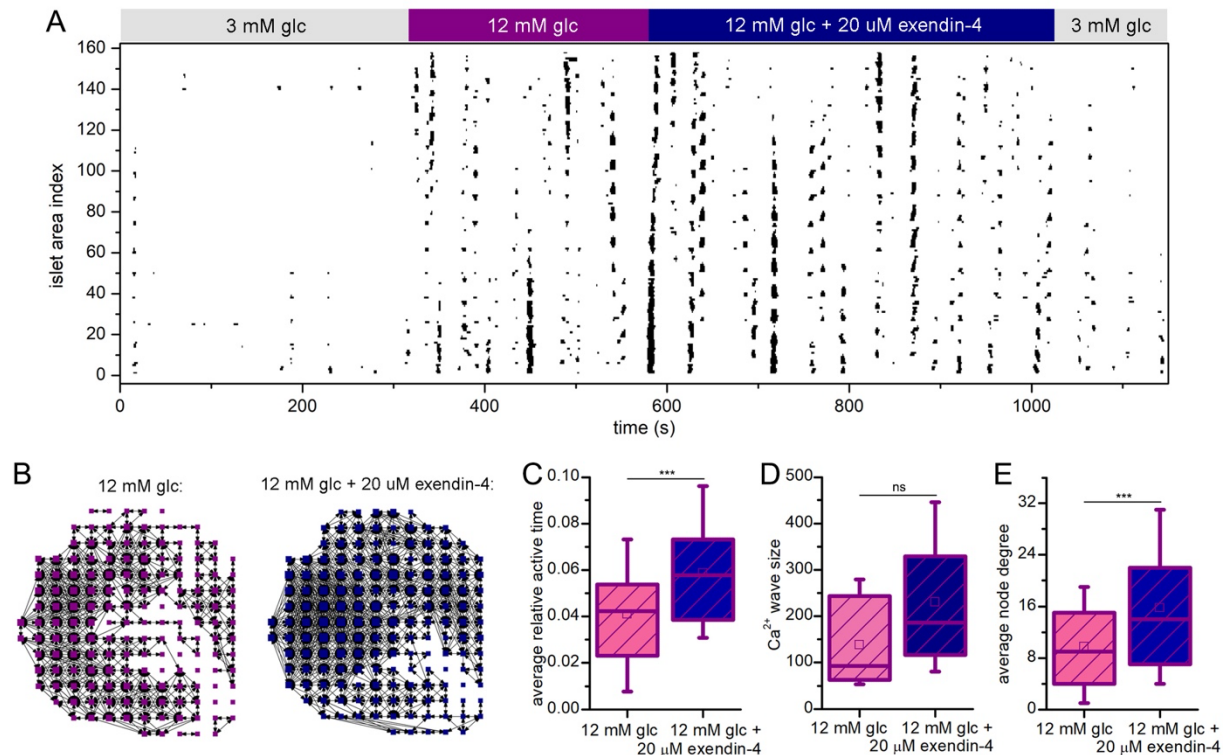 A
3 mM glc
12 mM glc
12 mM glc + 20 uM exendin-4
3 mM glc
160
140
120
100
80
60
40
20
0
islet area index
0
200
400
600
800
1000
time (s)
B
12 mM glc:
12 mM glc + 20 uM exendin-4:
C
0.10
0.08
0.06
0.04
0.02
0.00
average relative active time
***
12 mM glc
12 mM glc +
20 μM exendin-4
D
500
400
300
200
100
0
Ca2+ wave size
ns
12 mM glc
12 mM glc +
20 μM exendin-4
E
32
24
16
8
0
average node degree
***
12 mM glc
12 mM glc +
20 μM exendin-4